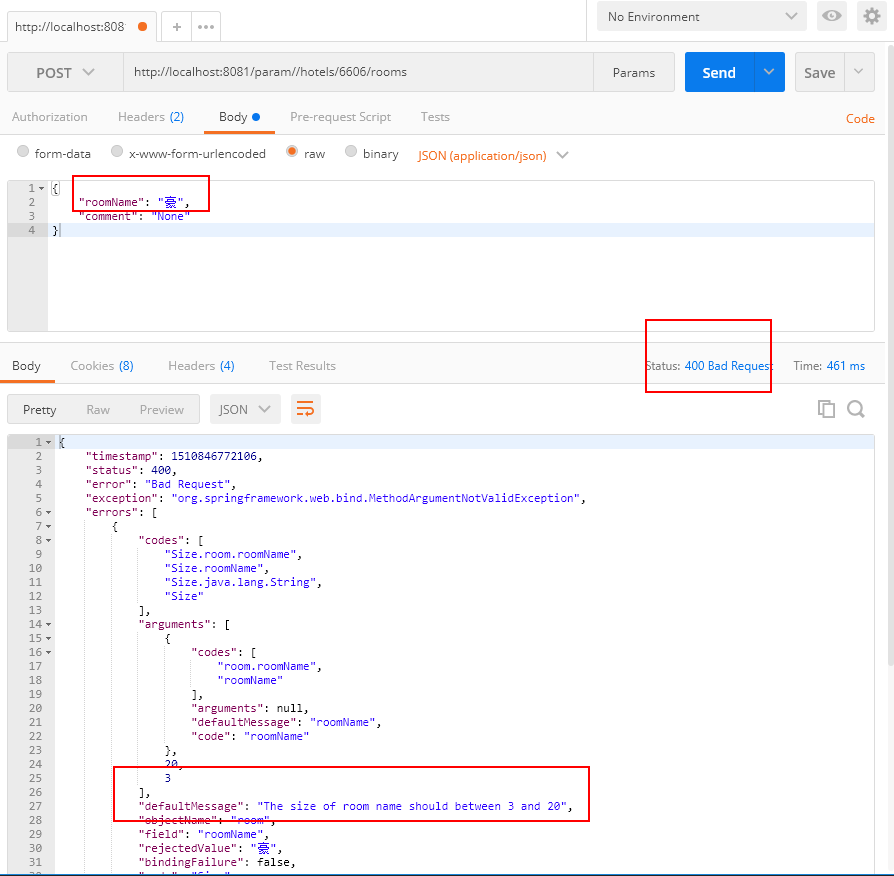 http://localhost:808
+
•••
No Environment
POST
http://localhost:8081/param//hotels/6606/rooms
Params
Send
Save
Authorization
Headers (2)
Body
Pre-request Script
Tests
Code
form-data
x-www-form-urlencoded
raw
binary
JSON (application/json)
1 {
2 "roomName": "豪",
3 "comment": "None"
4 }
Body
Cookies (8)
Headers (4)
Test Results
Status: 400 Bad Request
Time: 461 ms
Pretty
Raw
Preview
JSON
1 {
2 "timestamp": 1510846772106,
3 "status": 400,
4 "error": "Bad Request",
5 "exception": "org.springframework.web.bind.MethodArgumentNotValidException",
6 "errors": [
7 {
8 "codes": [
9 "Size.room.roomName",
10 "Size.roomName",
11 "Size.java.lang.String",
12 "Size"
13 ],
14 "arguments": [
15 {
16 "codes": [
17 "room.roomName",
18 "roomName"
19 ],
20 "arguments": null,
21 "defaultMessage": "roomName",
22 "code": "roomName"
23 },
24 20,
25 3
26 ],
27 "defaultMessage": "The size of room name should between 3 and 20",
28 "objectName": "room",
29 "field": "roomName",
30 "rejectedValue": "豪",
31 "bindingFailure": false,